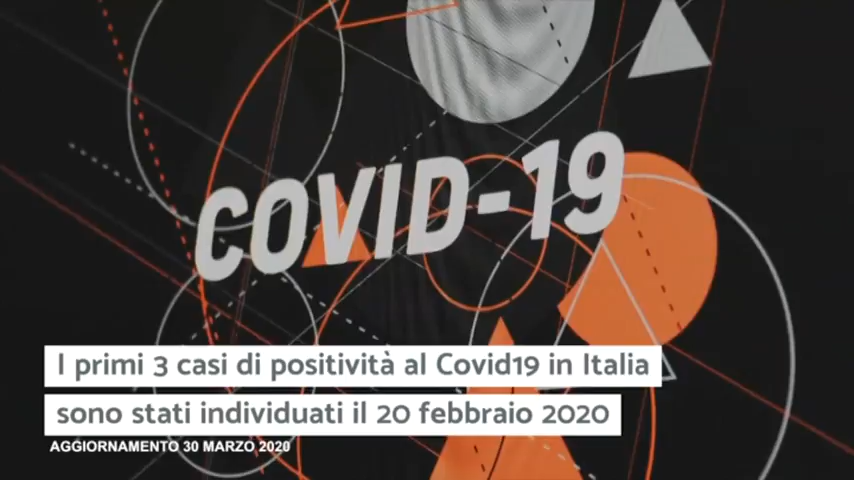 COVID-19
I primi 3 casi di positività al Covid19 in Italia
sono stati individuati il 20 febbraio 2020
AGGIORNAMENTO 30 MARZO 2020